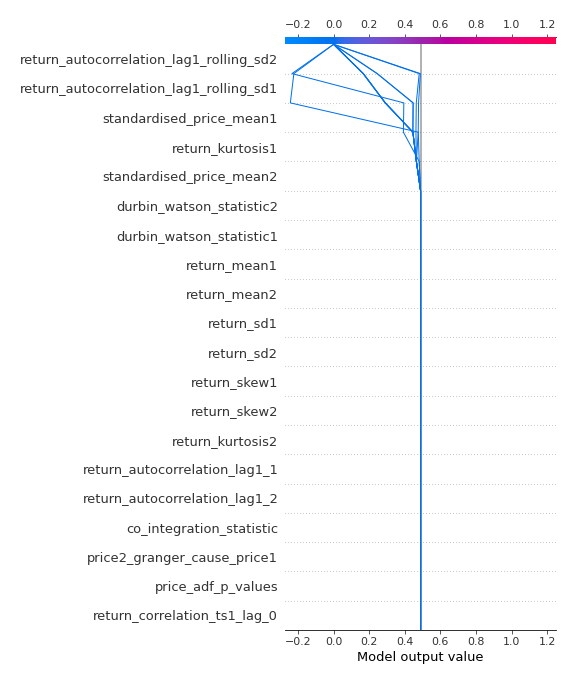 −0.2 0.0 0.2 0.4 0.6 0.8 1.0 1.2
return_autocorrelation_lag1_rolling_sd2
return_autocorrelation_lag1_rolling_sd1
standardised_price_mean1
return_kurtosis1
standardised_price_mean2
durbin_watson_statistic2
durbin_watson_statistic1
return_mean1
return_mean2
return_sd1
return_sd2
return_skew1
return_skew2
return_kurtosis2
return_autocorrelation_lag1_1
return_autocorrelation_lag1_2
co_integration_statistic
price2_granger_cause_price1
price_adf_p_values
return_correlation_ts1_lag_0
−0.2 0.0 0.2 0.4 0.6 0.8 1.0 1.2
Model output value